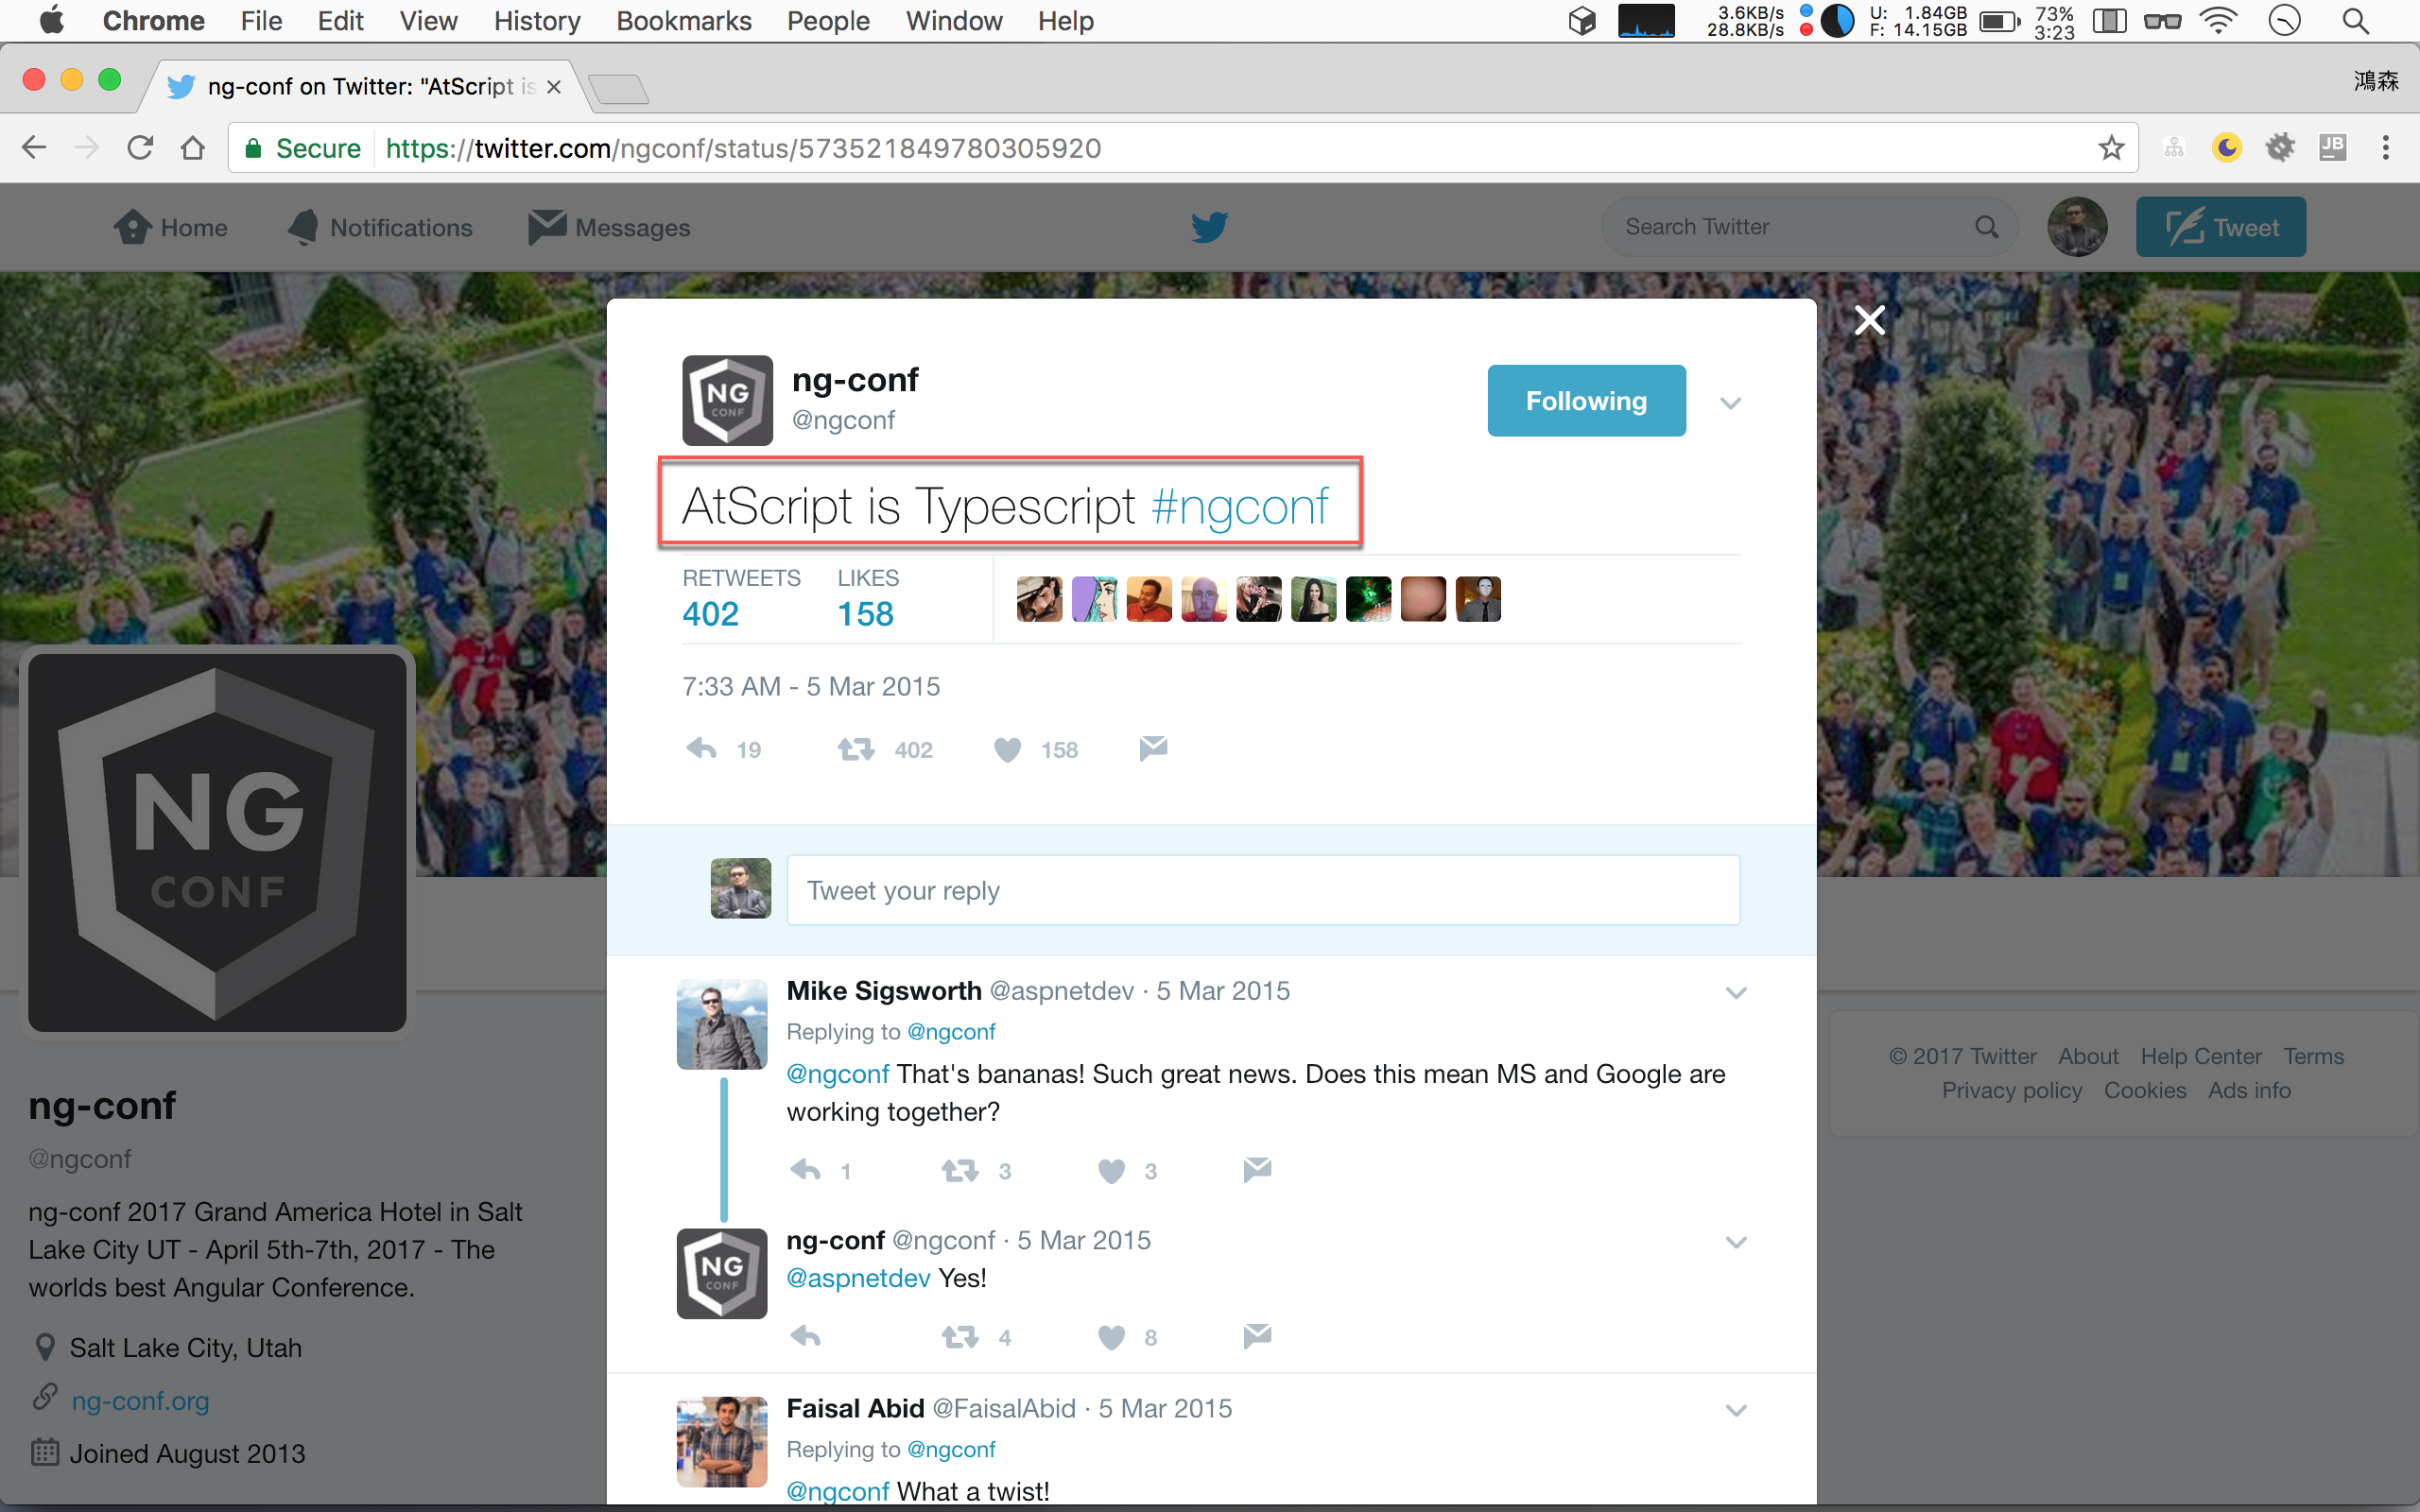 Chrome File Edit View History Bookmarks People Window Help
3.6KB/s
28.8KB/s
U: 1.84GB
F: 14.15GB
73%
3:23
ng-conf on Twitter: "AtScript is
鴻森
Secure https://twitter.com/ngconf/status/573521849780305920
JB
Home Notifications Messages Search Twitter Tweet
NG
CONF
ng-conf
@ngconf
Following
AtScript is Typescript #ngconf
RETWEETS LIKES
402 158
7:33 AM - 5 Mar 2015
19 402 158
Tweet your reply
Mike Sigsworth @aspnetdev · 5 Mar 2015
Replying to @ngconf
@ngconf That's bananas! Such great news. Does this mean MS and Google are
working together?
1 3 3
NG
CONF
ng-conf @ngconf · 5 Mar 2015
@aspnetdev Yes!
4 8
Faisal Abid @FaisalAbid · 5 Mar 2015
Replying to @ngconf
@ngconf What a twist!
NG
CONF
ng-conf
@ngconf
ng-conf 2017 Grand America Hotel in Salt
Lake City UT - April 5th-7th, 2017 - The
worlds best Angular Conference.
Salt Lake City, Utah
ng-conf.org
Joined August 2013
© 2017 Twitter About Help Center Terms
Privacy policy Cookies Ads info